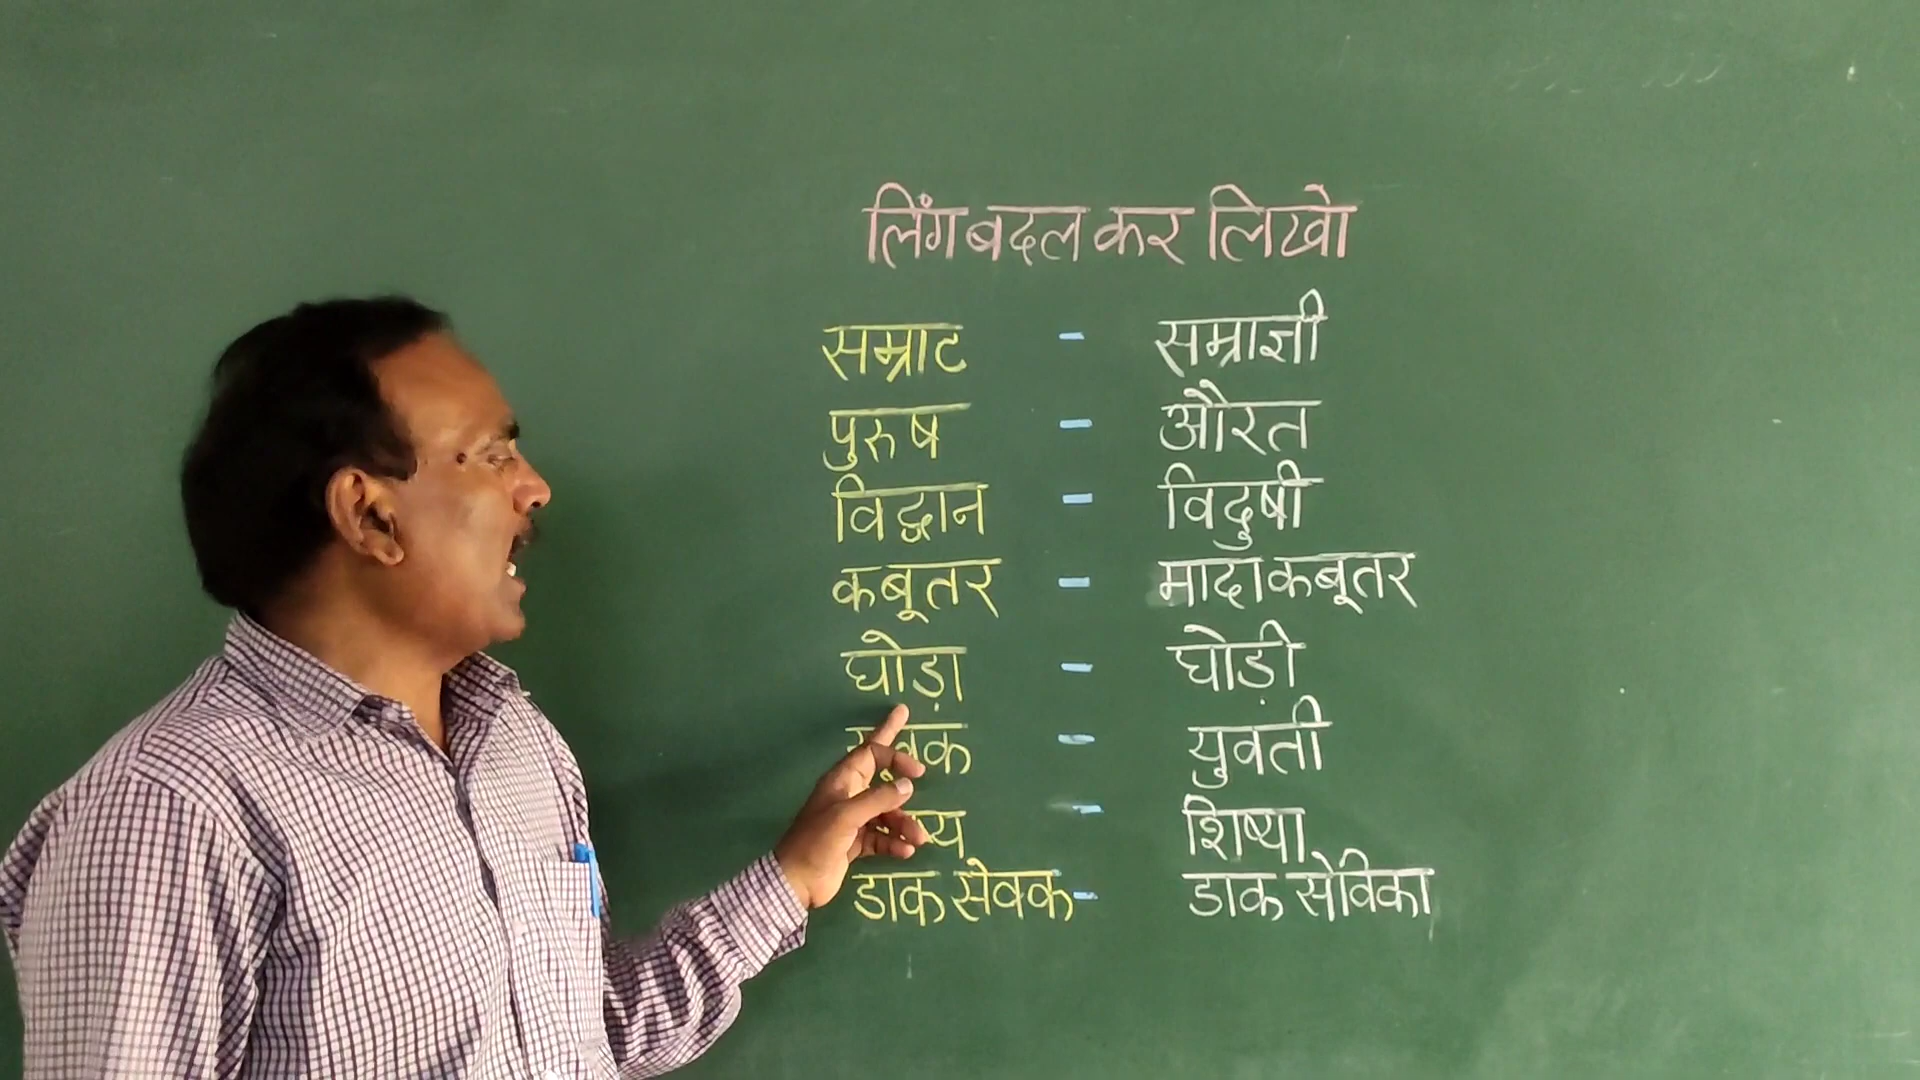 लिंग बदल कर लिखो
सम्राट - सम्राज्ञी
पुरुष - औरत
विद्वान - विदुषी
कबूतर - मादा कबूतर
घोड़ा - घोड़ी
- युवती
- शिष्या
डाक सेवक - डाक सेविका